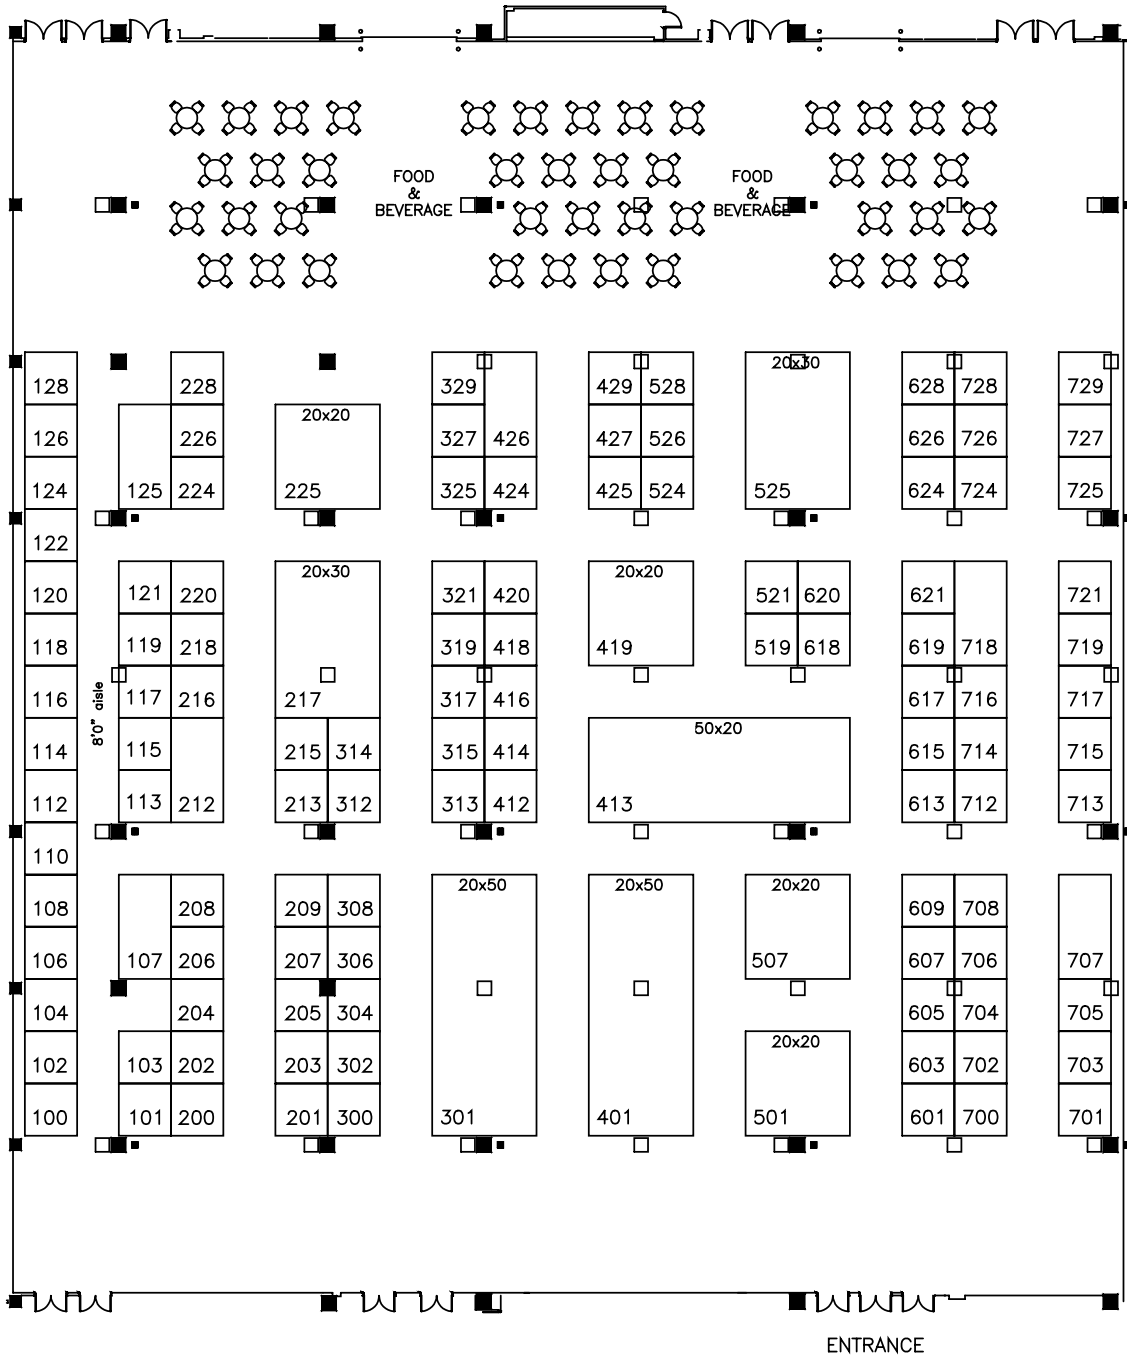 FOOD
&
BEVERAGE
FOOD
&
BEVERAGE
20x30
128 228 329 429 528 628 728 729
20x20
126 226 327 426 427 526 626 726 727
124 125 224 225 325 424 425 524 525 624 724 725
122
20x30 20x20
120 121 220 321 420 521 620 621 721
118 119 218 319 418 419 519 618 619 718 719
8'0" aisle
116 117 216 217 317 416 617 716 717
50x20
114 115 215 314 315 414 615 714 715
112 113 212 213 312 313 412 413 613 712 713
110
20x50 20x50 20x20
108 208 209 308 609 708
106 107 206 207 306 507 607 706 707
104 204 205 304 605 704 705
20x20
102 103 202 203 302 603 702 703
100 101 200 201 300 301 401 501 601 700 701
ENTRANCE